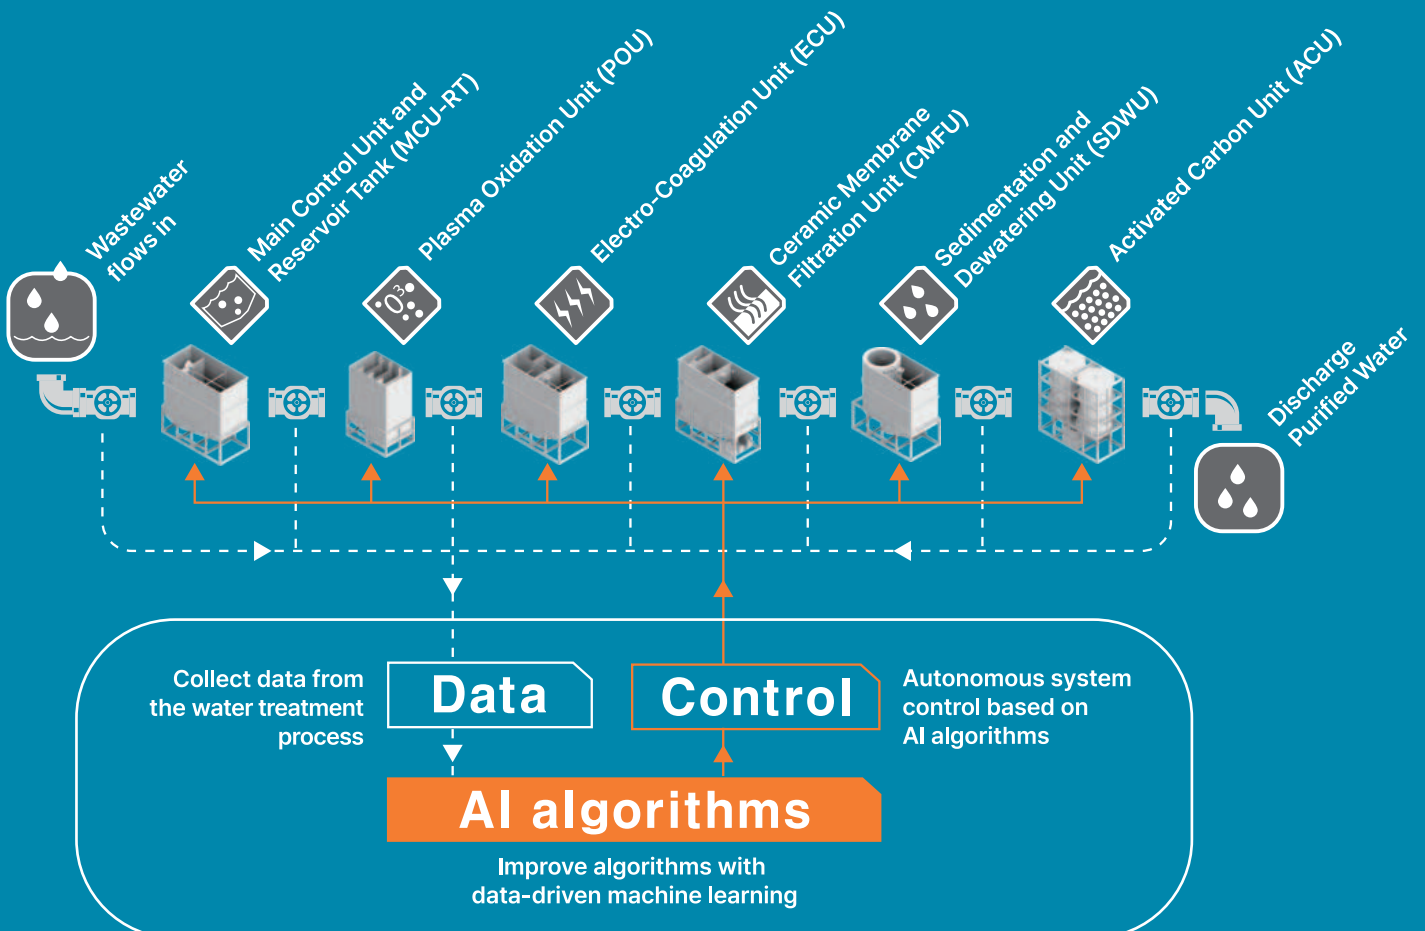 Wastewater
flows in
Main Control Unit and
Reservoir Tank (MCU-RT)
Plasma Oxidation Unit (POU)
Electro-Coagulation Unit (ECU)
Ceramic Membrane
Filtration Unit (CMFU)
Sedimentation and
Dewatering Unit (SDWU)
Activated Carbon Unit (ACU)
O3
Discharge
Purified Water
Collect data from
the water treatment
process
Data
Control
Autonomous system
control based on
AI algorithms
AI algorithms
Improve algorithms with
data-driven machine learning